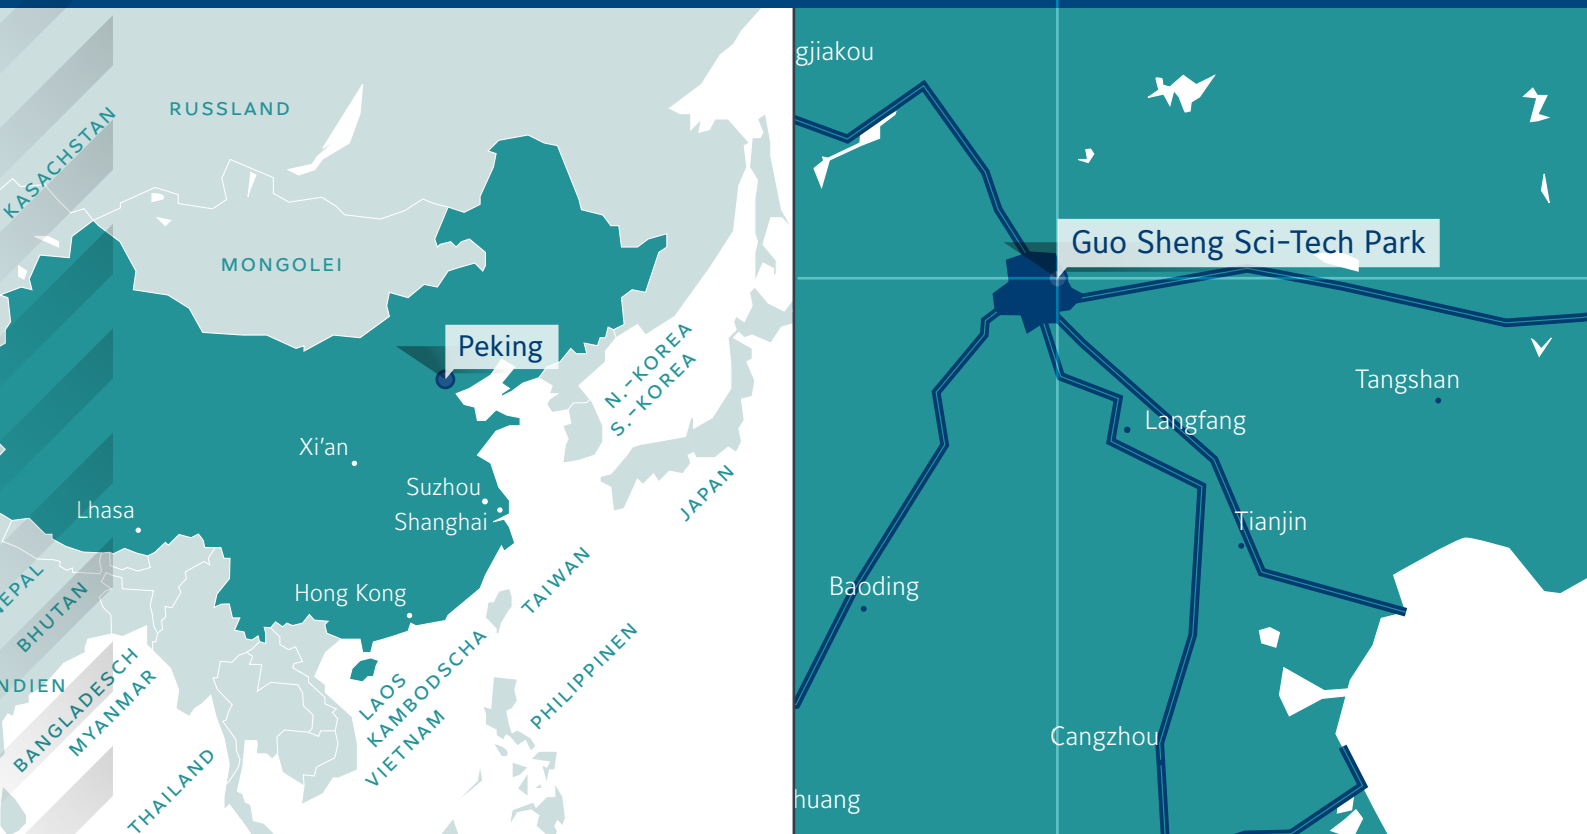 RUSSLAND
KASACHSTAN
MONGOLEI
Peking
N.-KOREA
S.-KOREA
Xi’an
Suzhou
Shanghai
Lhasa
JAPAN
Hong Kong
TAIWAN
NEPAL
BHUTAN
NDIEN
BANGLADESCH
MYANMAR
THAILAND
LAOS
KAMBODSCHA
VIETNAM
PHILIPPINEN
gjiakou
Guo Sheng Sci-Tech Park
Tangshan
Langfang
Tianjin
Baoding
Cangzhou
huang